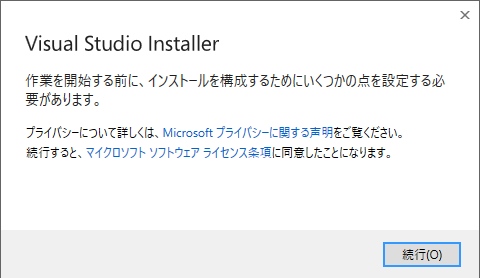 Visual Studio Installer
作業を開始する前に、インストールを構成するためにいくつかの点を設定する必
要があります。
プライバシーについて詳しくは、Microsoft プライバシーに関する声明をご覧ください。
続行すると、マイクロソフト ソフトウェア ライセンス条項に同意したことになります。
続行(O)